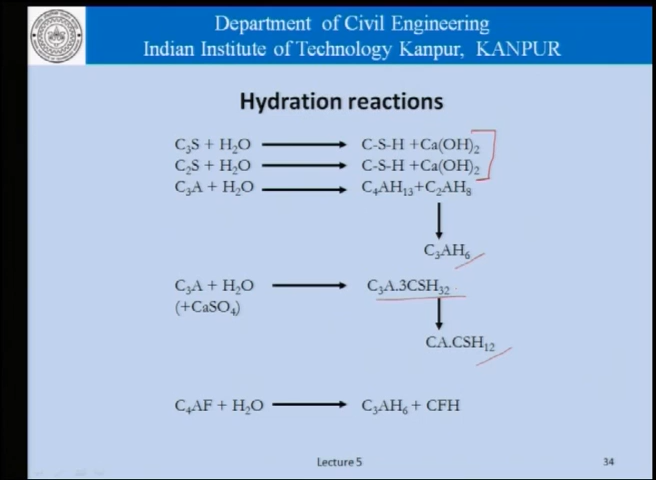 Department of Civil Engineering
Indian Institute of Technology Kanpur, KANPUR
Hydration reactions
C₃S + H₂O → C-S-H +Ca(OH)₂
C₂S + H₂O → C-S-H +Ca(OH)₂
C₃A + H₂O → C₄AH₁₃+C₂AH₈
C₃AH₆
C₃A + H₂O → C₃A.3CSH₃₂
(+CaSO₄)
CA.CSH₁₂
C₄AF + H₂O → C₃AH₆ + CFH
Lecture 5
34